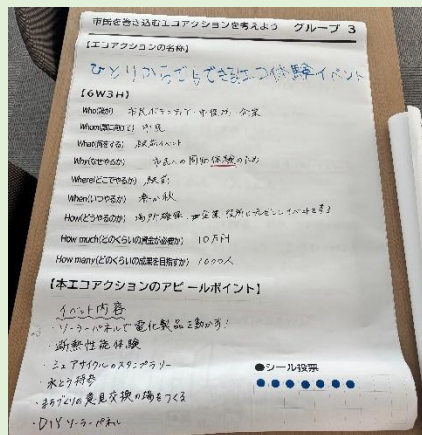 市民を巻き込むエコアクションを考えよう グループ 3
【エコアクションの名称】
ひとりからでもできるエコ体験イベント
【6W3H】
Who(誰が) 市民ボランティア・市役所、企業
Whom(誰に向けて) 市民
What(何をする) 駅前イベント
Why(なぜやるか) 市民への周知体験のため
Where(どこでやるか) 駅前
When(いつやるか) 春か秋
How(どうやるのか) 場所確保、企業、役所にプレゼンしイベントをする
How much(どのくらいの資金が必要か) 10万円
How many(どのくらいの成果を目指すか) 1000人
【本エコアクションのアピールポイント】
イベント内容
・ソーラーパネルで電化製品を動かす!
・断熱性能体験
・シェアサイクルのスタンプラリー
・まちづくりの意見交換の場をつくる
・DIYソーラーパネル
●シール投票